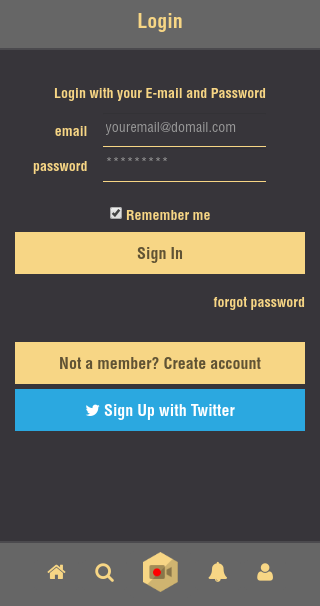 Login
Login with your E-mail and Password
email
youremail@domail.com
password
*********
Remember me
Sign In
forgot password
Not a member? Create account
Sign Up with Twitter